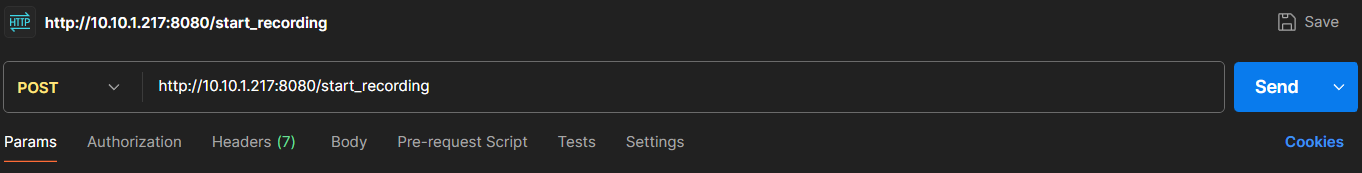 HTTP http://10.10.1.217:8080/start_recording Save
POST http://10.10.1.217:8080/start_recording Send
Params Authorization Headers (7) Body Pre-request Script Tests Settings Cookies